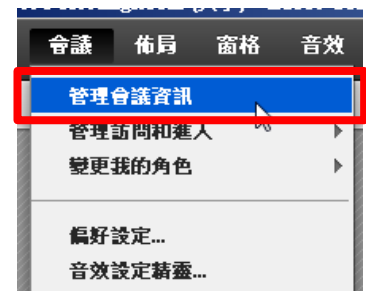 會議 佈局 窗格 音效
管理會議資訊
管理訪問和進入
變更我的角色
偏好設定...
音效設定精靈...